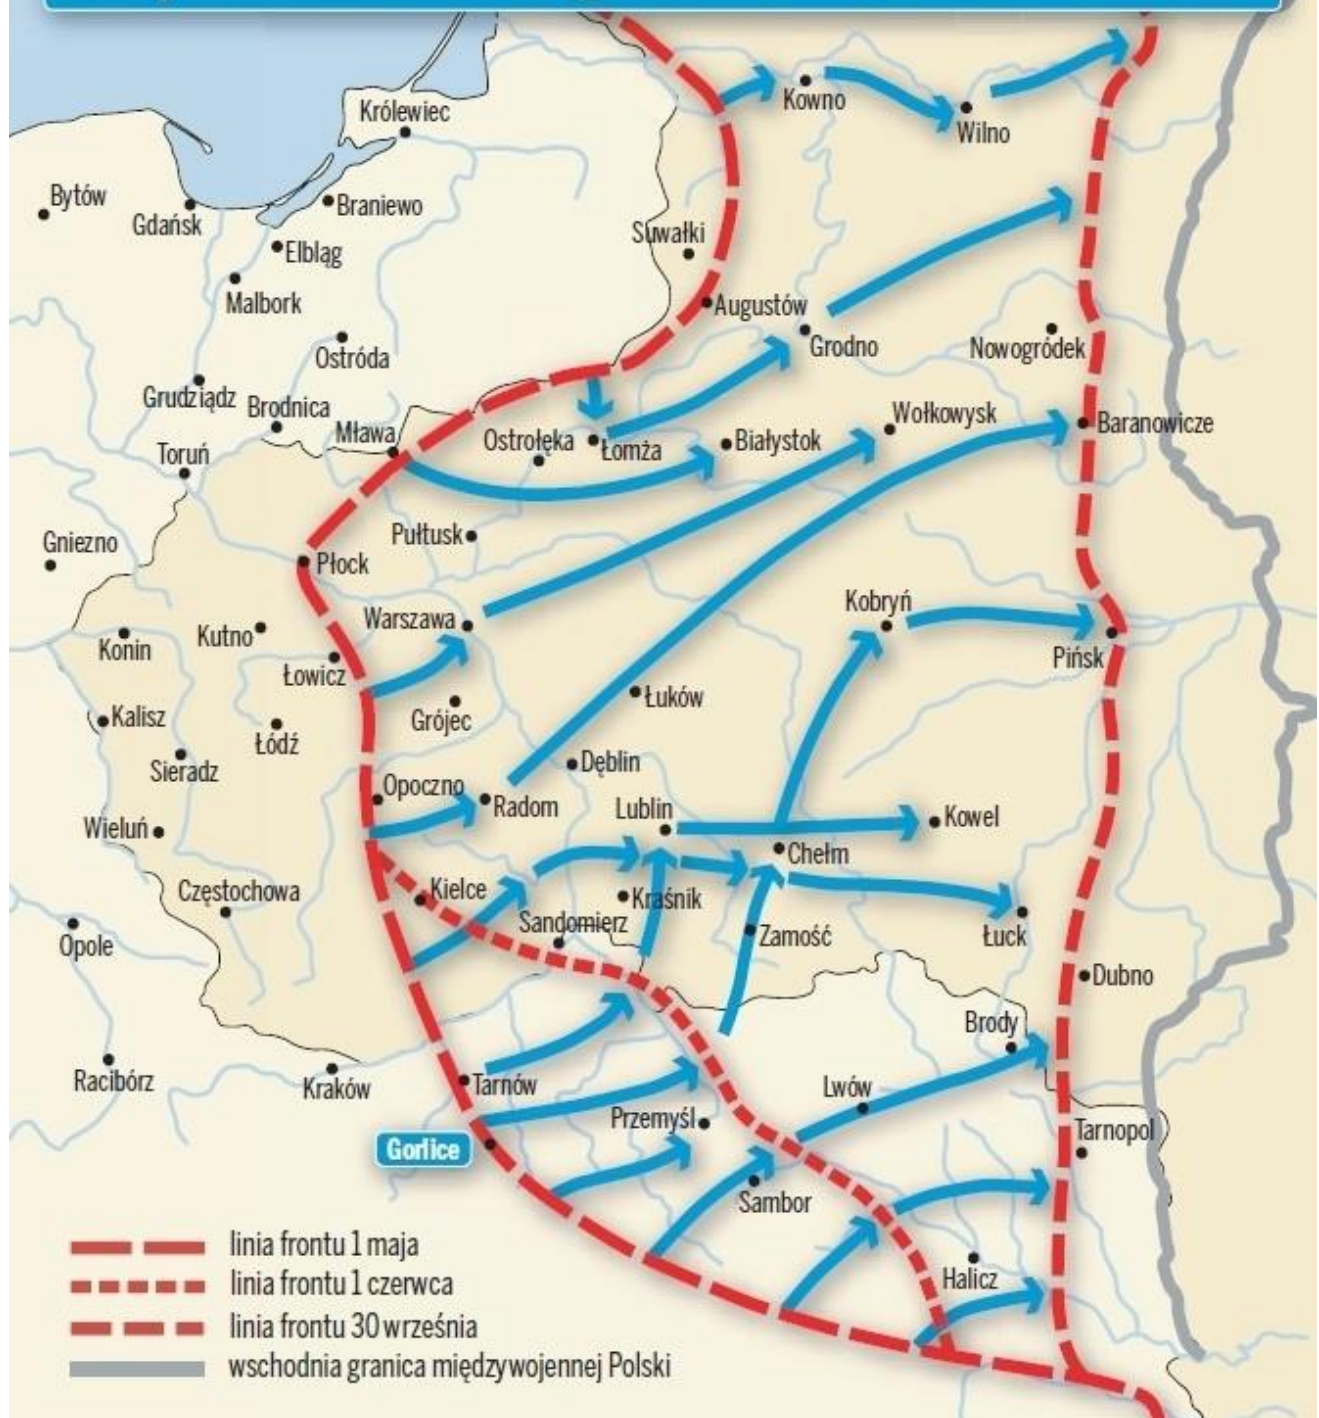 Królewiec
Kowno
Wilno
Bytów
Gdańsk
Braniewo
Elbląg
Suwałki
Malbork
Augustów
Ostróda
Grodno
Nowogródek
Grudziądz
Brodnica
Mława
Ostrołęka
Łomża
Białystok
Wołkowysk
Baranowicze
Toruń
Gniezno
Pułtusk
Płock
Warszawa
Kobryń
Konin
Kutno
Łowicz
Pińsk
Kalisz
Łódź
Grójec
Łuków
Sieradz
Dęblin
Opoczno
Radom
Lublin
Kowel
Wieluń
Chełm
Częstochowa
Kielce
Kraśnik
Sandomierz
Zamość
Łuck
Opole
Dubno
Brody
Racibórz
Kraków
Tarnów
Lwów
Przemyśl
Tarnopol
Gorlice
Sambor
Halicz
linia frontu 1 maja
linia frontu 1 czerwca
linia frontu 30 września
wschodnia granica międzywojennej Polski